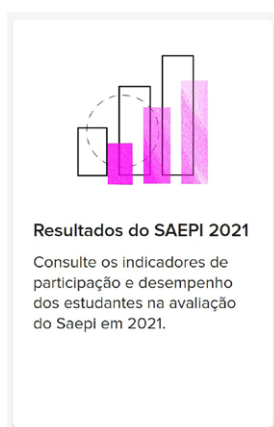 Resultados do SAEPI 2021
Consulte os indicadores de
participação e desempenho
dos estudantes na avaliação
do Saepi em 2021.